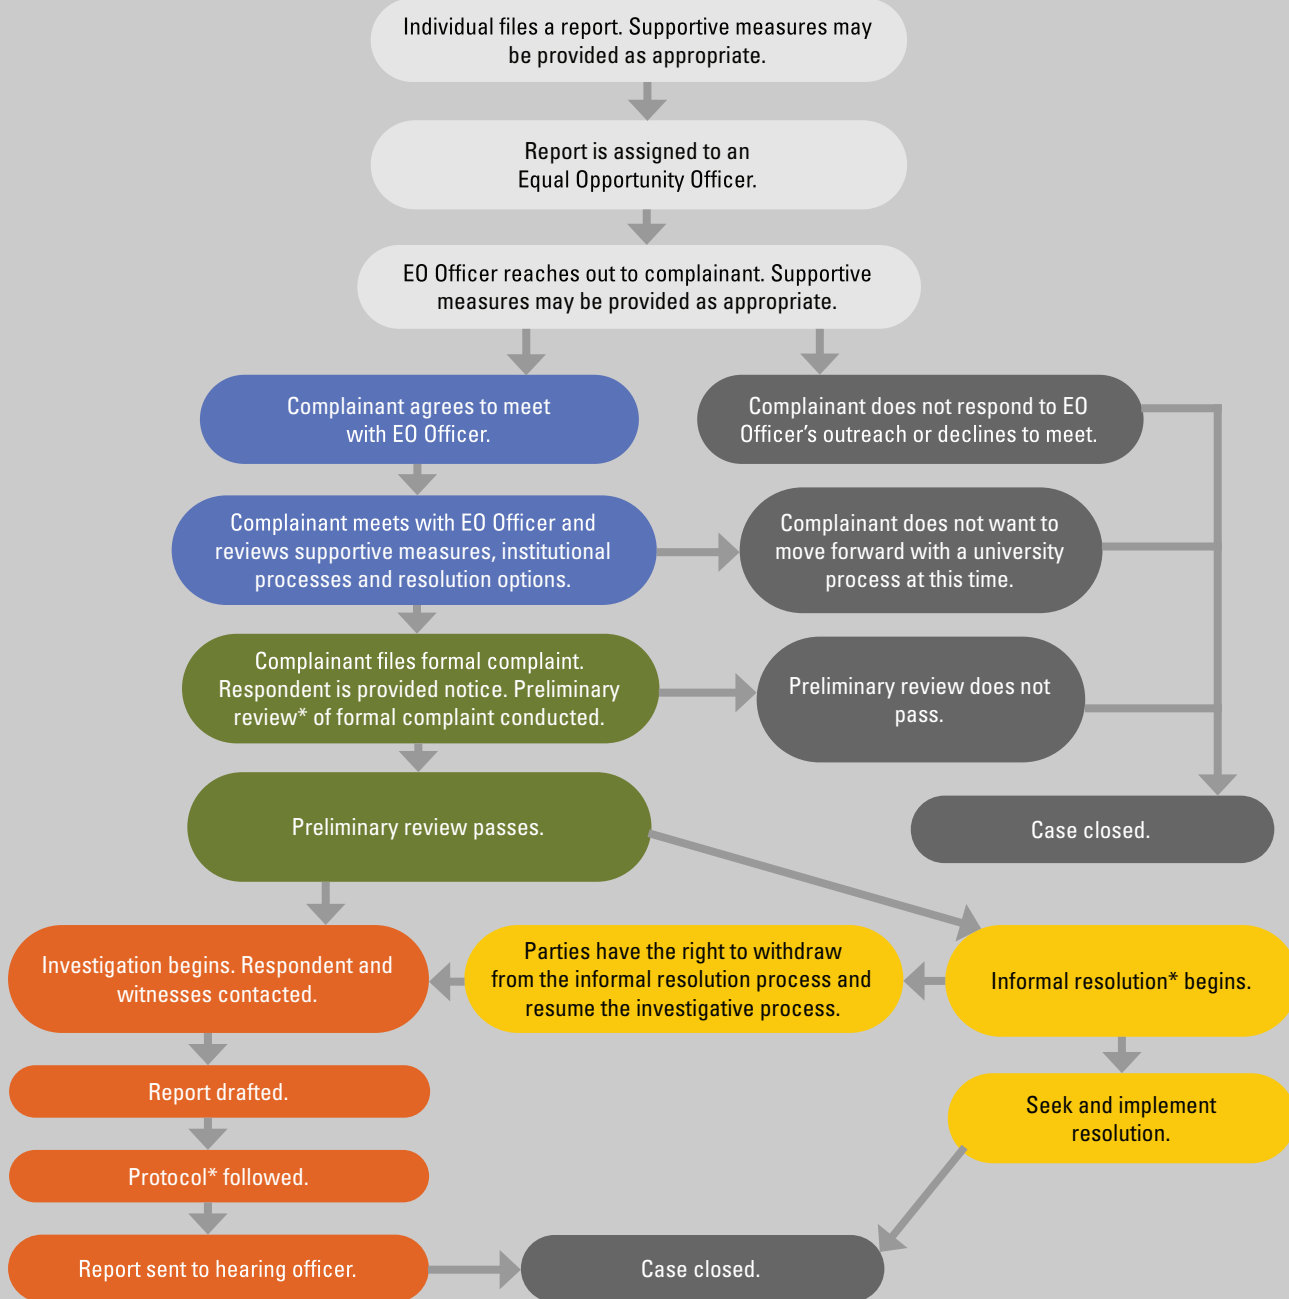 Individual files a report. Supportive measures may
be provided as appropriate.
Report is assigned to an
Equal Opportunity Officer.
EO Officer reaches out to complainant. Supportive
measures may be provided as appropriate.
Complainant agrees to meet
with EO Officer.
Complainant does not respond to EO
Officer's outreach or declines to meet.
Complainant meets with EO Officer and
reviews supportive measures, institutional
processes and resolution options.
Complainant does not want to
move forward with a university
process at this time.
Complainant files formal complaint.
Respondent is provided notice. Preliminary
review* of formal complaint conducted.
Preliminary review does not
pass.
Preliminary review passes.
Case closed.
Investigation begins. Respondent and
witnesses contacted.
Parties have the right to withdraw
from the informal resolution process and
resume the investigative process.
Informal resolution* begins.
Report drafted.
Seek and implement
resolution.
Protocol* followed.
Report sent to hearing officer.
Case closed.